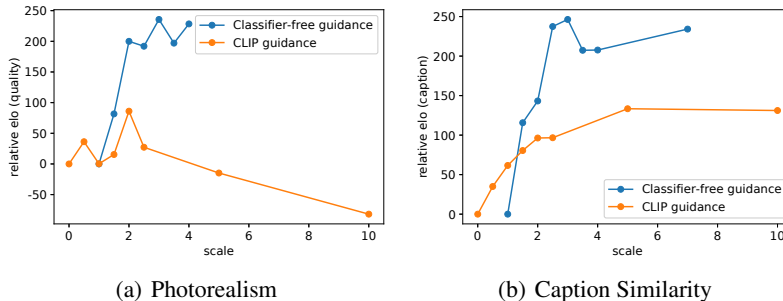 250
200
150
100
50
0
-50
0
2
4
6
8
10
relative elo (quality)
scale
Classifier-free guidance
CLIP guidance
(a) Photorealism
250
200
150
100
50
0
0
2
4
6
8
10
relative elo (caption)
scale
Classifier-free guidance
CLIP guidance
(b) Caption Similarity